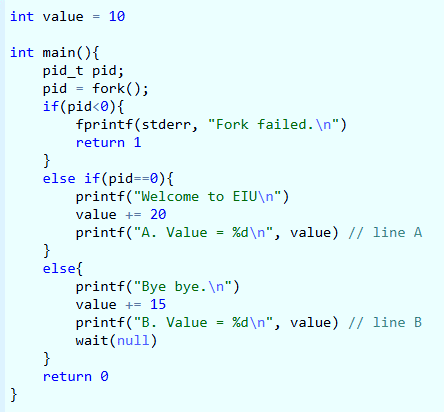 int value = 10

int main(){
    pid_t pid;
    pid = fork();
    if(pid<0){
        fprintf(stderr, "Fork failed.\n")
        return 1
    }
    else if(pid==0){
        printf("Welcome to EIU\n")
        value += 20
        printf("A. Value = %d\n", value) // line A
    }
    else{
        printf("Bye bye.\n")
        value += 15
        printf("B. Value = %d\n", value) // line B
        wait(null)
    }
    return 0
}